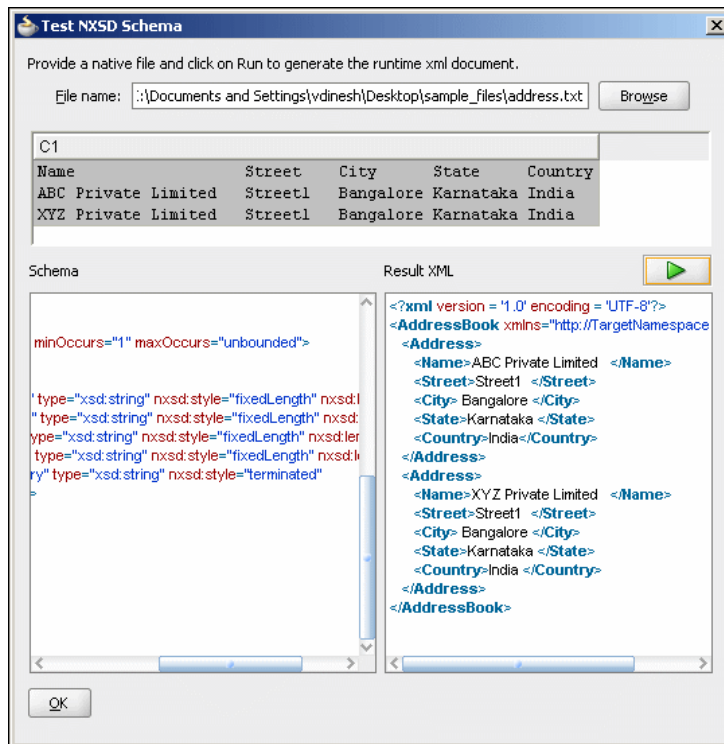 Test NXSD Schema
Provide a native file and click on Run to generate the runtime xml document.
File name: :\Documents and Settings\vdinesh\Desktop\sample_files\address.txt Browse
C1
Name Street City State Country
ABC Private Limited Street1 Bangalore Karnataka India
XYZ Private Limited Street1 Bangalore Karnataka India
Schema
minOccurs="1" maxOccurs="unbounded">
' type="xsd:string" nxsd:style="fixedLength" nxsd:l
" type="xsd:string" nxsd:style="fixedLength" nxsd:
ype="xsd:string" nxsd:style="fixedLength" nxsd:ler
type="xsd:string" nxsd:style="fixedLength" nxsd:le
ry" type="xsd:string" nxsd:style="terminated"
>
Result XML
<?xml version = '1.0' encoding = 'UTF-8'?>
<AddressBook xmlns="http://TargetNamespace
<Address>
<Name>ABC Private Limited </Name>
<Street>Street1 </Street>
<City> Bangalore </City>
<State>Karnataka </State>
<Country>India</Country>
</Address>
<Address>
<Name>XYZ Private Limited </Name>
<Street>Street1 </Street>
<City> Bangalore </City>
<State>Karnataka </State>
<Country>India </Country>
</Address>
</AddressBook>
OK